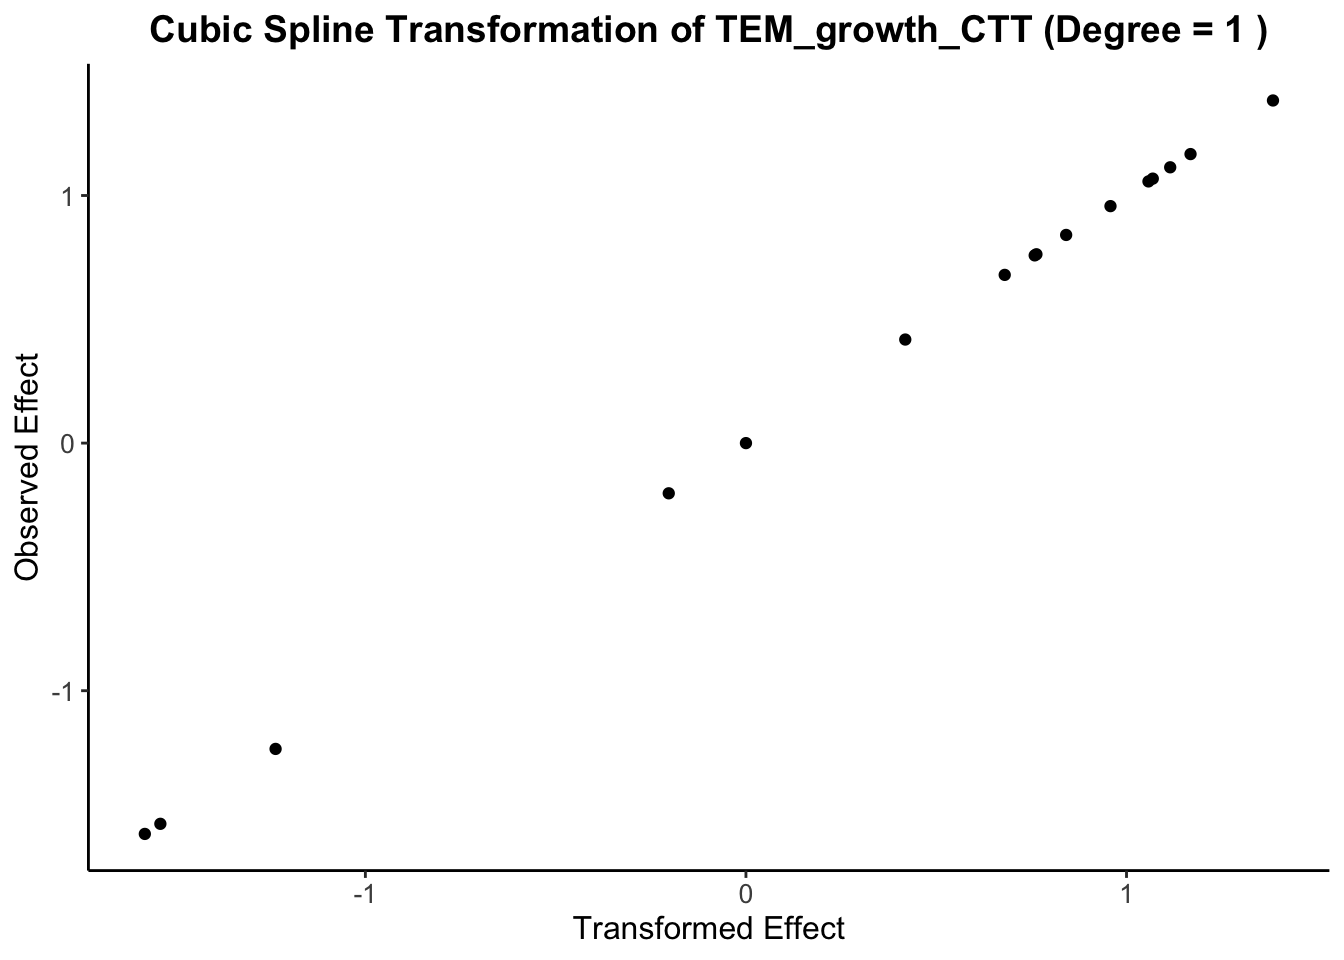 Cubic Spline Transformation of TEM_growth_CTT (Degree = 1 )
Observed Effect
1
0
-1
-1
0
1
Transformed Effect